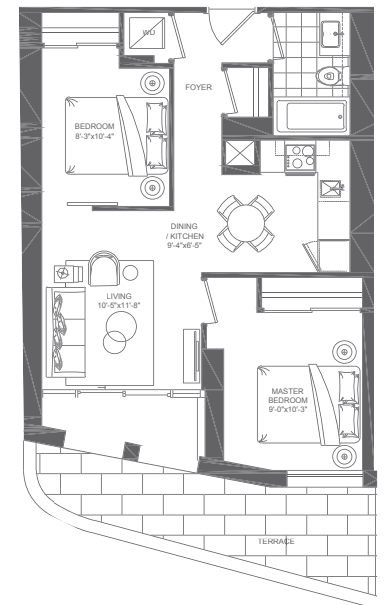 W/D
FOYER
BEDROOM
8'-3"x10'-4"
DINING
/ KITCHEN
9'-4"x6'-5"
LIVING
10'-5"x11'-8"
MASTER
BEDROOM
9'-0"x10'-3"
TERRACE